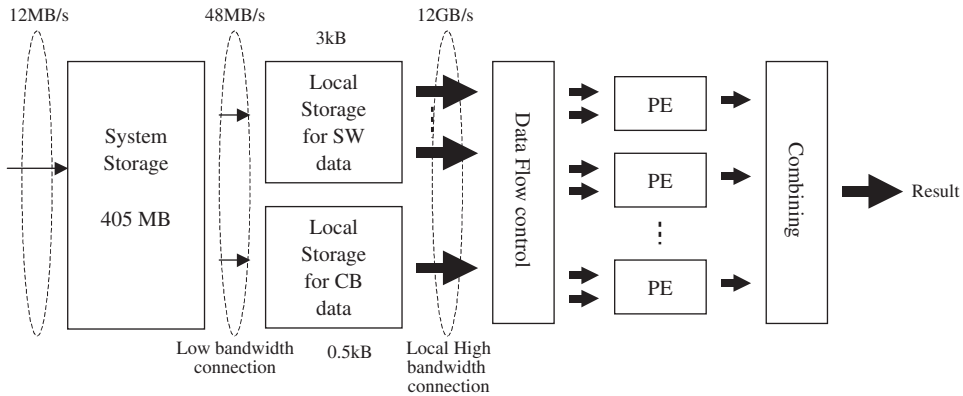 12MB/s
48MB/s
12GB/s
3kB
System
Storage
405 MB
Local
Storage
for SW
data
Local
Storage
for CB
data
0.5kB
Low bandwidth
connection
Local High
bandwidth
connection
Data Flow control
PE
PE
PE
Combining
Result